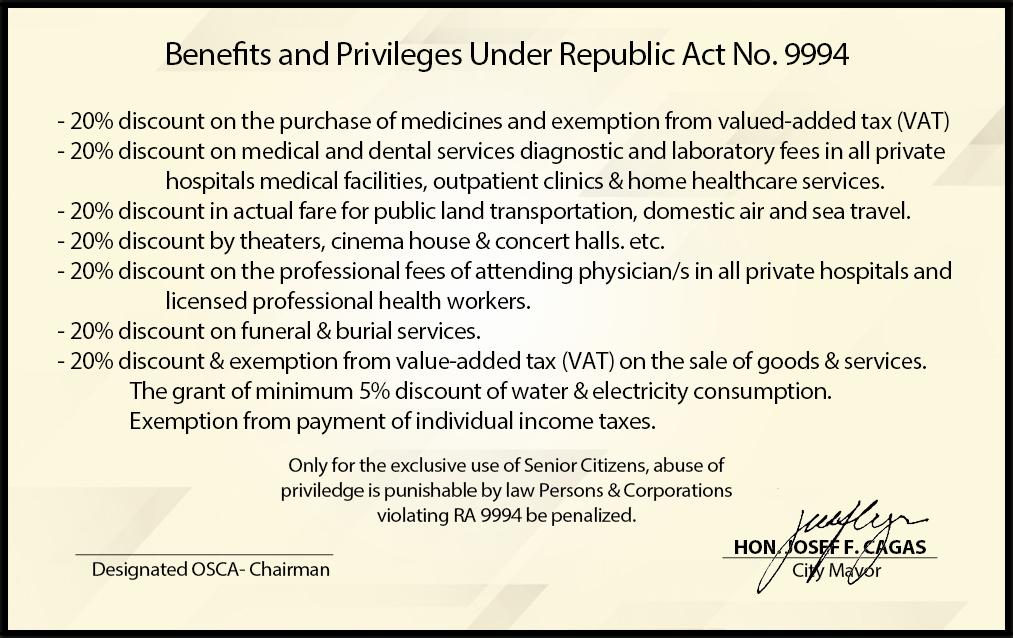 Benefits and Privileges Under Republic Act No. 9994
- 20% discount on the purchase of medicines and exemption from valued-added tax (VAT)
- 20% discount on medical and dental services diagnostic and laboratory fees in all private
hospitals medical facilities, outpatient clinics & home healthcare services.
- 20% discount in actual fare for public land transportation, domestic air and sea travel.
- 20% discount by theaters, cinema house & concert halls. etc.
- 20% discount on the professional fees of attending physician/s in all private hospitals and
licensed professional health workers.
- 20% discount on funeral & burial services.
- 20% discount & exemption from value-added tax (VAT) on the sale of goods & services.
The grant of minimum 5% discount of water & electricity consumption.
Exemption from payment of individual income taxes.
Only for the exclusive use of Senior Citizens, abuse of
priviledge is punishable by law Persons & Corporations
violating RA 9994 be penalized.
HON. JOSEF F. CAGAS
Designated OSCA- Chairman
City Mayor